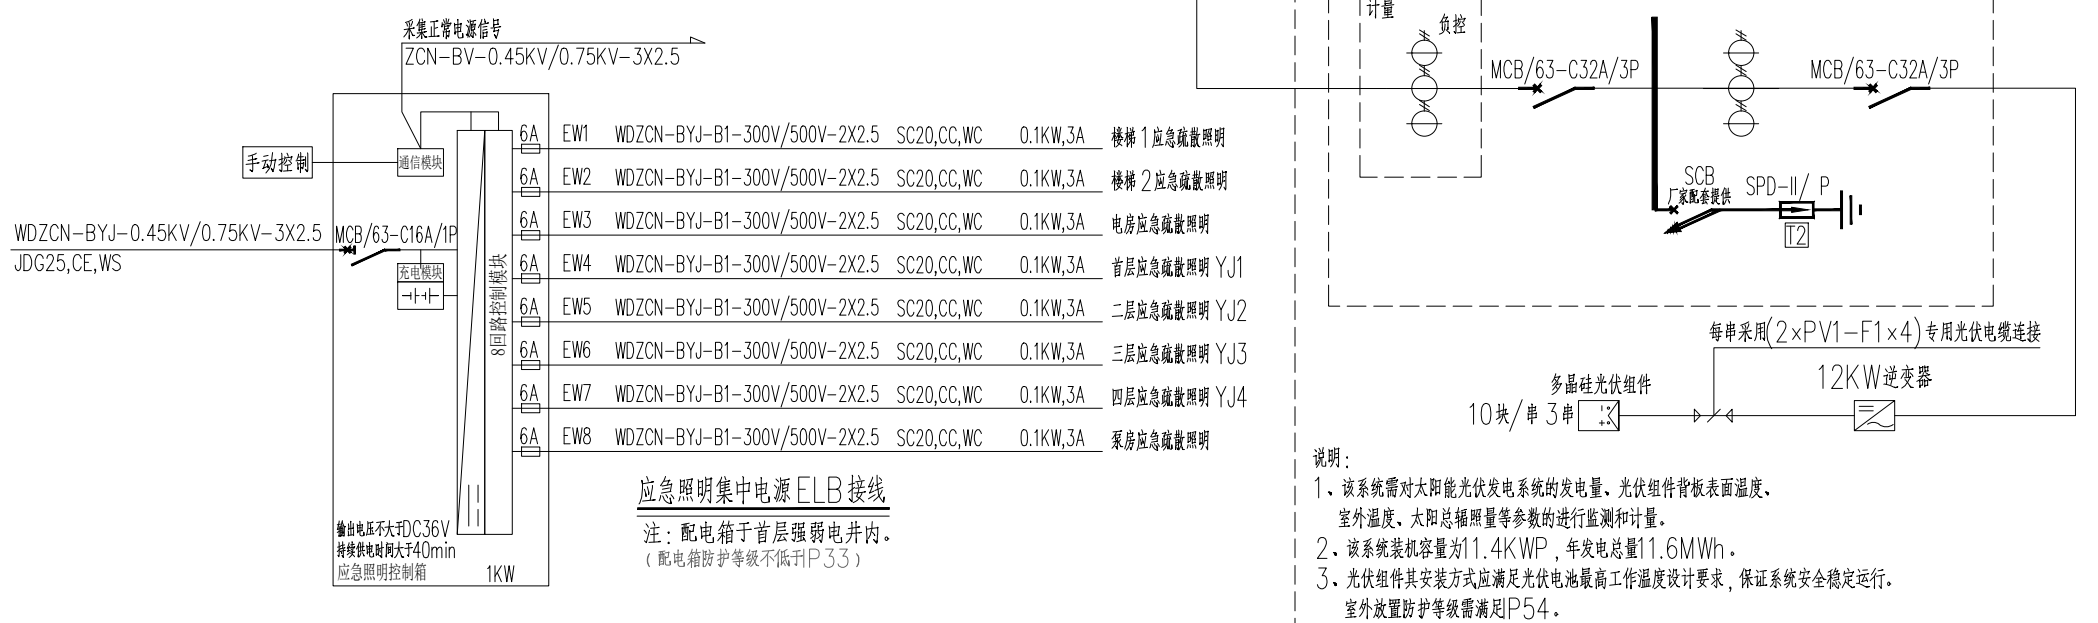 采集正常电源信号
ZCN-BV-0.45KV/0.75KV-3X2.5
手动控制
通信模块
WDZCN-BYJ-0.45KV/0.75KV-3X2.5
JDG25,CE,WS
MCB/63-C16A/1P
充电模块
8回路控制模块
6A EW1 WDZCN-BYJ-B1-300V/500V-2X2.5 SC20,CC,WC 0.1KW,3A 楼梯1应急疏散照明
6A EW2 WDZCN-BYJ-B1-300V/500V-2X2.5 SC20,CC,WC 0.1KW,3A 楼梯2应急疏散照明
6A EW3 WDZCN-BYJ-B1-300V/500V-2X2.5 SC20,CC,WC 0.1KW,3A 电房应急疏散照明
6A EW4 WDZCN-BYJ-B1-300V/500V-2X2.5 SC20,CC,WC 0.1KW,3A 首层应急疏散照明 YJ1
6A EW5 WDZCN-BYJ-B1-300V/500V-2X2.5 SC20,CC,WC 0.1KW,3A 二层应急疏散照明 YJ2
6A EW6 WDZCN-BYJ-B1-300V/500V-2X2.5 SC20,CC,WC 0.1KW,3A 三层应急疏散照明 YJ3
6A EW7 WDZCN-BYJ-B1-300V/500V-2X2.5 SC20,CC,WC 0.1KW,3A 四层应急疏散照明 YJ4
6A EW8 WDZCN-BYJ-B1-300V/500V-2X2.5 SC20,CC,WC 0.1KW,3A 泵房应急疏散照明
输出电压不大于DC36V
持续供电时间大于40min
应急照明控制箱
1KW
应急照明集中电源ELB接线
注：配电箱于首层强弱电井内。
（配电箱防护等级不低于IP33）
计量
负控
MCB/63-C32A/3P
MCB/63-C32A/3P
SCB
厂家配套提供
SPD-II/ P
T2
每串采用(2xPV1-F1x4)专用光伏电缆连接
12KW逆变器
多晶硅光伏组件
10块/串 3串
说明：
1、该系统需对太阳能光伏发电系统的发电量、光伏组件背板表面温度、
室外温度、太阳总辐照量等参数的进行监测和计量。
2、该系统装机容量为11.4KWP，年发电总量11.6MWh。
3、光伏组件其安装方式应满足光伏电池最高工作温度设计要求，保证系统安全稳定运行。
室外放置防护等级需满足IP54。